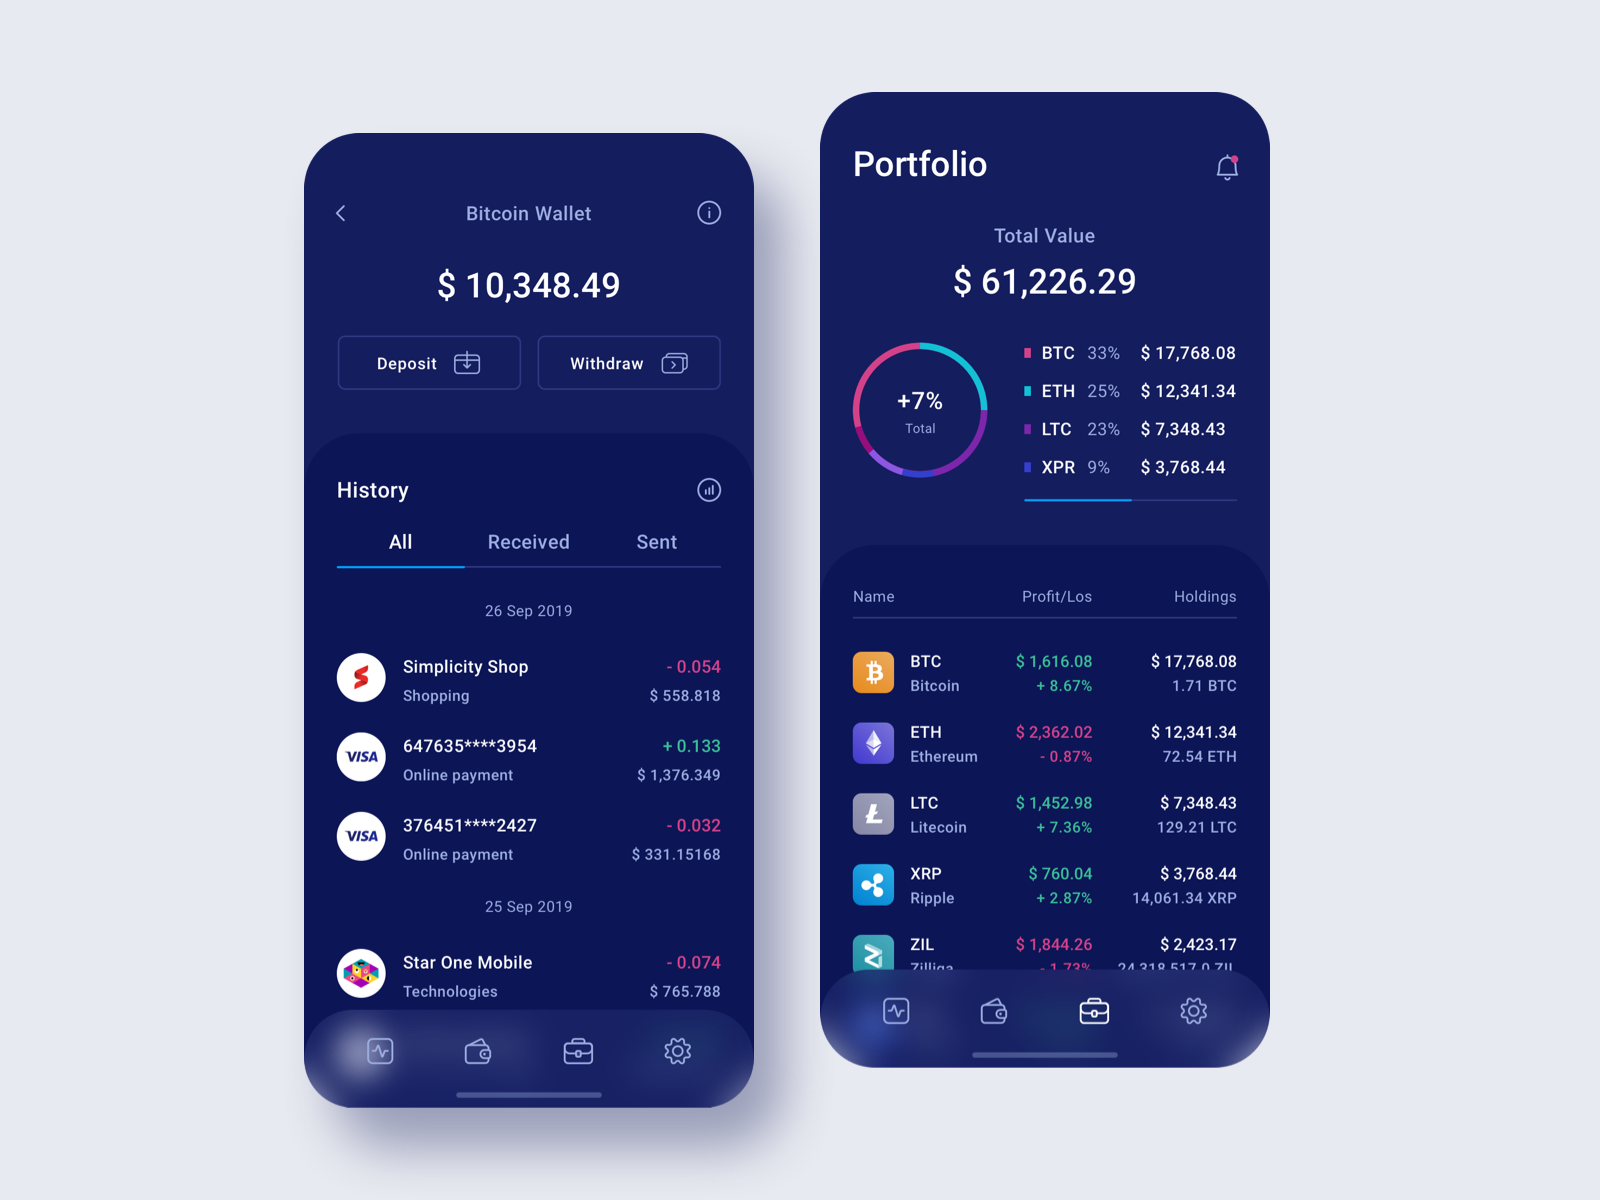 Bitcoin Wallet
$ 10,348.49
Deposit
Withdraw
History
All Received Sent
26 Sep 2019
Simplicity Shop - 0.054
Shopping $ 558.818
VISA
647635****3954 + 0.133
Online payment $ 1,376.349
VISA
376451****2427 - 0.032
Online payment $ 331.15168
25 Sep 2019
Star One Mobile - 0.074
Technologies $ 765.788
Portfolio
Total Value
$ 61,226.29
+7%
Total
BTC 33% $ 17,768.08
ETH 25% $ 12,341.34
LTC 23% $ 7,348.43
XPR 9% $ 3,768.44
Name Profit/Los Holdings
BTC $ 1,616.08 $ 17,768.08
Bitcoin + 8.67% 1.71 BTC
ETH $ 2,362.02 $ 12,341.34
Ethereum - 0.87% 72.54 ETH
LTC $ 1,452.98 $ 7,348.43
Litecoin + 7.36% 129.21 LTC
XRP $ 760.04 $ 3,768.44
Ripple + 2.87% 14,061.34 XRP
ZIL $ 1,844.26 $ 2,423.17
- 1.73% ZIL